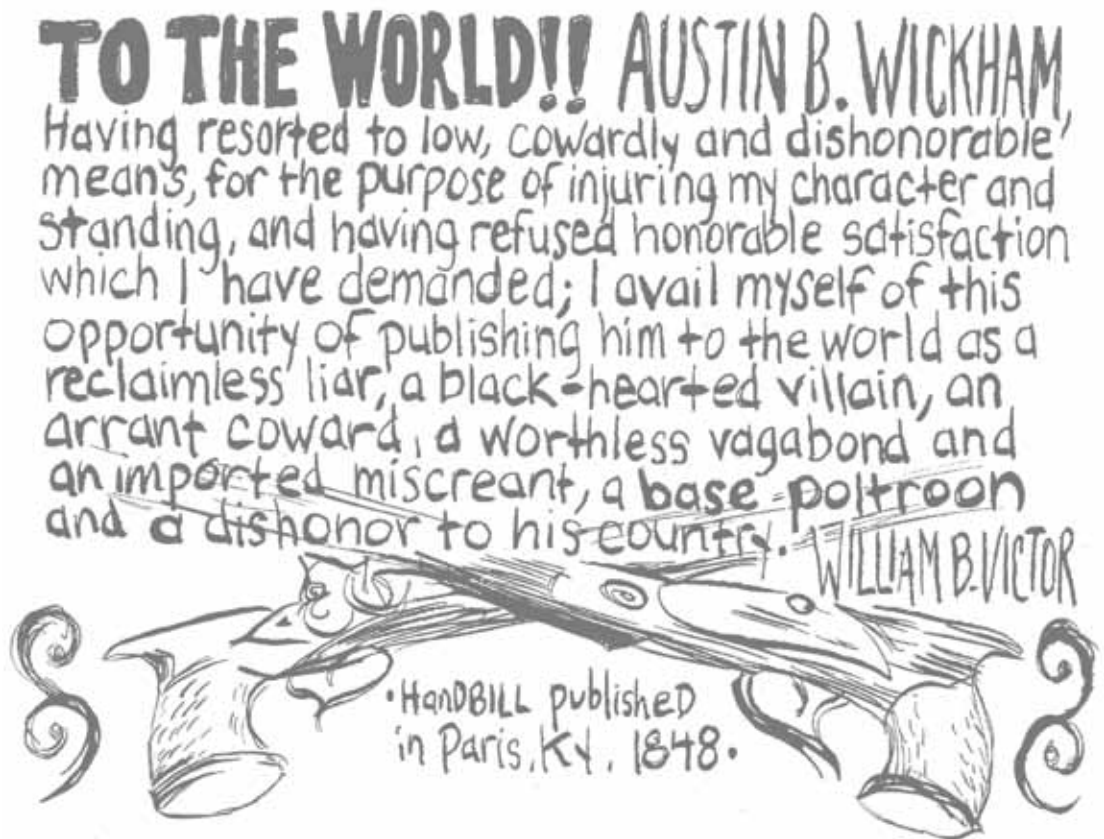 TO THE WORLD!! AUSTIN B. WICKHAM,
Having resorted to low, cowardly and dishonorable
means, for the purpose of injuring my character and
standing, and having refused honorable satisfaction
which I have demanded; I avail myself of this
opportunity of publishing him to the world as a
reclaimless liar, a black-hearted villain, an
arrant coward, a worthless vagabond and
an imported miscreant, a base poltroon
and a dishonor to his country.
WILLIAM B. VICTOR
•HANDBILL published
in Paris, Ky. 1848.